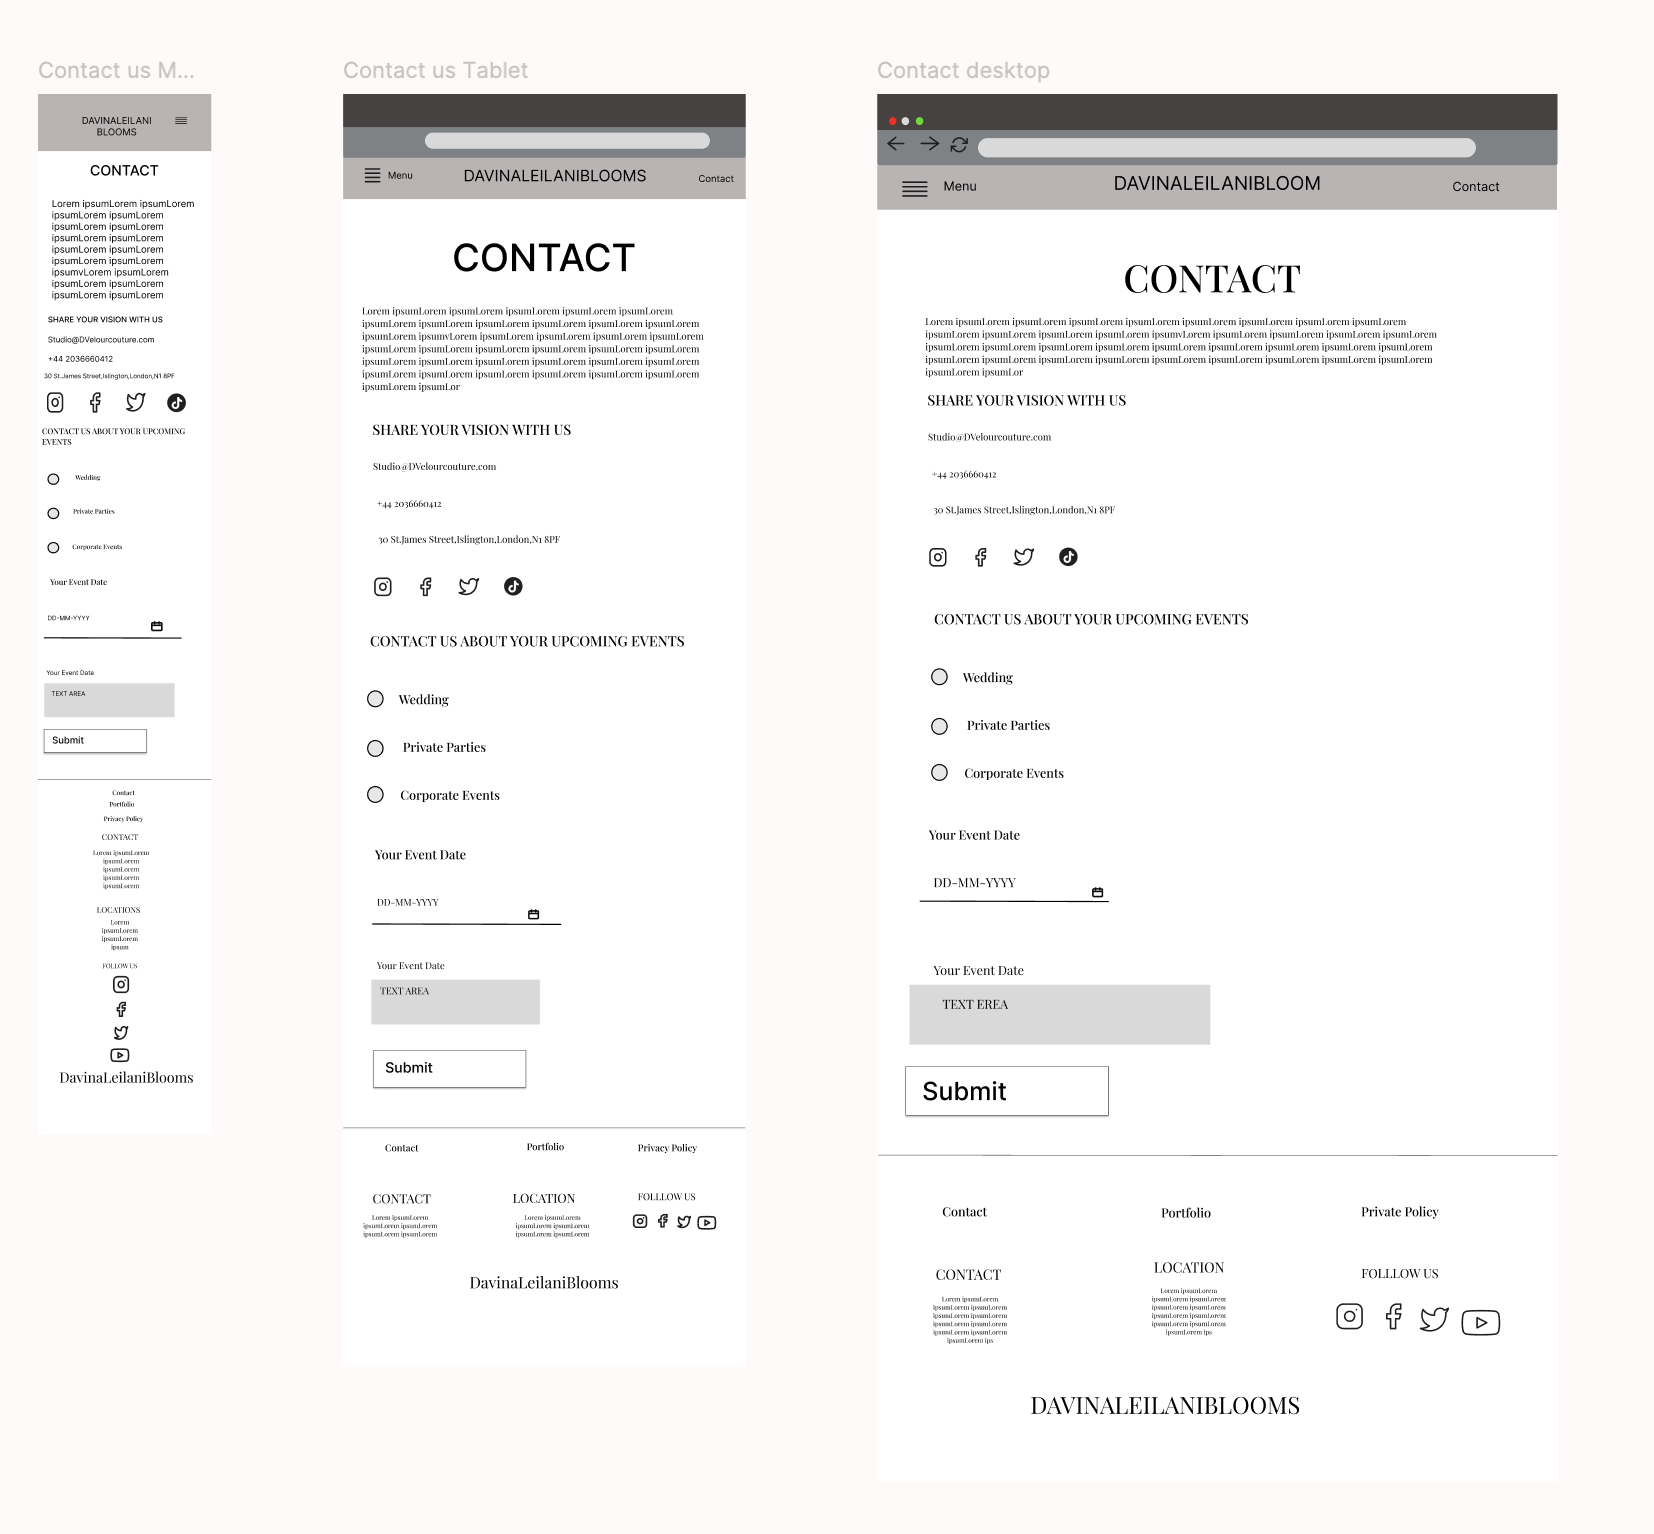 Contact us M...
DAVINALEILANI
BLOOMS
CONTACT
Lorem ipsumLorem ipsumLorem
ipsumLorem ipsumLorem
ipsumLorem ipsumLorem
ipsumLorem ipsumLorem
ipsumLorem ipsumLorem
ipsumLorem ipsumLorem
ipsumvLorem ipsumLorem
ipsumLorem ipsumLorem
ipsumLorem ipsumLorem
SHARE YOUR VISION WITH US
Studio@DVelourcouture.com
+44 2036660412
30 St.James Street,Islington,London,N1 8PF
CONTACT US ABOUT YOUR UPCOMING
EVENTS
Wedding
Private Parties
Corporate Events
Your Event Date
DD-MM-YYYY
Your Event Date
TEXT AREA
Submit
Contact
Portfolio
Privacy Policy
CONTACT
Lorem ipsumLorem
ipsumLorem
ipsumLorem
ipsumLorem
ipsumLorem
LOCATIONS
Lorem
ipsumLorem
ipsumLorem
ipsum
FOLLOW US
DavinaLeilaniBlooms
Contact us Tablet
Menu
DAVINALEILANIBLOOMS
Contact
CONTACT
Lorem ipsumLorem ipsumLorem ipsumLorem ipsumLorem ipsumLorem
ipsumLorem ipsumLorem ipsumLorem ipsumLorem ipsumLorem ipsumLorem
ipsumLorem ipsumvLorem ipsumLorem ipsumLorem ipsumLorem ipsumLorem
ipsumLorem ipsumLorem ipsumLorem ipsumLorem ipsumLorem ipsumLorem
ipsumLorem ipsumLorem ipsumLorem ipsumLorem ipsumLorem ipsumLorem
ipsumLorem ipsumLorem ipsumLorem ipsumLorem ipsumLorem ipsumLorem
ipsumLorem ipsumLor
SHARE YOUR VISION WITH US
Studio@DVelourcouture.com
+44 2036660412
30 St.James Street,Islington,London,N1 8PF
CONTACT US ABOUT YOUR UPCOMING EVENTS
Wedding
Private Parties
Corporate Events
Your Event Date
DD-MM-YYYY
Your Event Date
TEXT AREA
Submit
Contact
Portfolio
Privacy Policy
CONTACT
Lorem ipsumLorem
ipsumLorem ipsumLorem
ipsumLorem ipsumLorem
LOCATION
Lorem ipsumLorem
ipsumLorem ipsumLorem
ipsumLorem ipsumLorem
FOLLLOW US
DavinaLeilaniBlooms
Contact desktop
Menu
DAVINALEILANIBLOOM
Contact
CONTACT
Lorem ipsumLorem ipsumLorem ipsumLorem ipsumLorem ipsumLorem ipsumLorem ipsumLorem ipsumLorem
ipsumLorem ipsumLorem ipsumLorem ipsumLorem ipsumvLorem ipsumLorem ipsumLorem ipsumLorem ipsumLorem
ipsumLorem ipsumLorem ipsumLorem ipsumLorem ipsumLorem ipsumLorem ipsumLorem ipsumLorem ipsumLorem
ipsumLorem ipsumLorem ipsumLorem ipsumLorem ipsumLorem ipsumLorem ipsumLorem ipsumLorem ipsumLorem
ipsumLorem ipsumLor
SHARE YOUR VISION WITH US
Studio@DVelourcouture.com
+44 2036660412
30 St.James Street,Islington,London,N1 8PF
CONTACT US ABOUT YOUR UPCOMING EVENTS
Wedding
Private Parties
Corporate Events
Your Event Date
DD-MM-YYYY
Your Event Date
TEXT EREA
Submit
Contact
Portfolio
Private Policy
CONTACT
Lorem ipsumLorem
ipsumLorem ipsumLorem
ipsumLorem ipsumLorem
ipsumLorem ipsumLorem
ipsumLorem ipsumLorem
ipsumLorem ips
LOCATION
Lorem ipsumLorem
ipsumLorem ipsumLorem
ipsumLorem ipsumLorem
ipsumLorem ipsumLorem
ipsumLorem ipsumLorem
ipsumLorem ips
FOLLLOW US
DAVINALEILANIBLOOMS